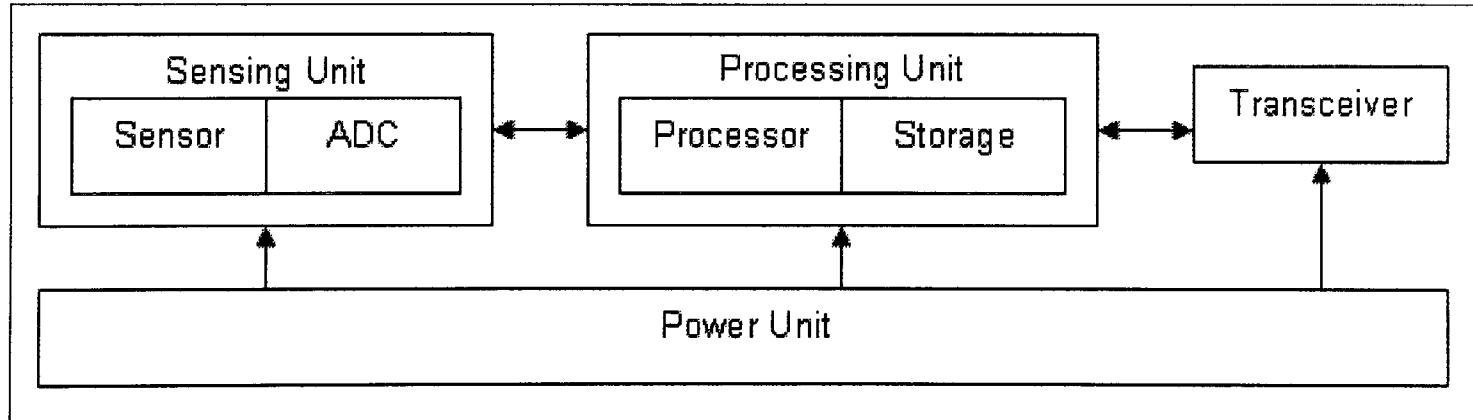 Sensing Unit
Sensor
ADC
Processing Unit
Processor
Storage
Transceiver
Power Unit